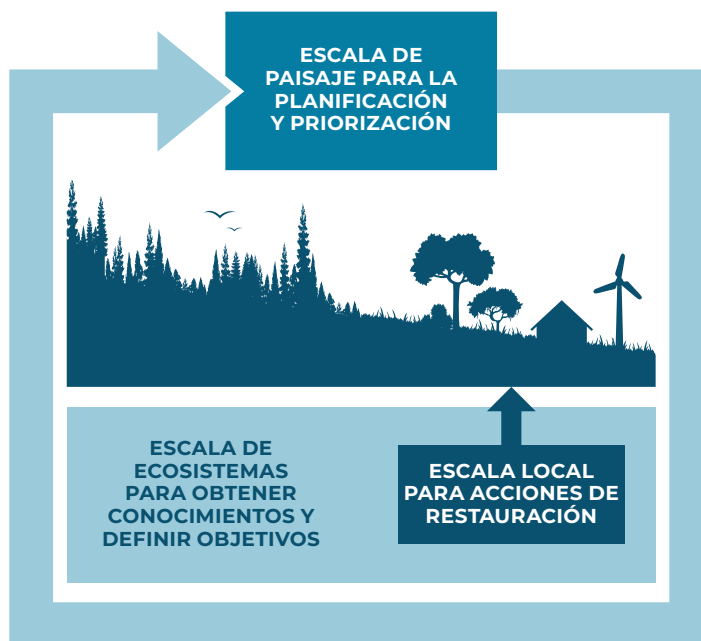 ESCALA DE
PAISAJE PARA LA
PLANIFICACIÓN
Y PRIORIZACIÓN
ESCALA DE
ECOSISTEMAS
PARA OBTENER
CONOCIMIENTOS Y
DEFINIR OBJETIVOS
ESCALA LOCAL
PARA ACCIONES DE
RESTAURACIÓN